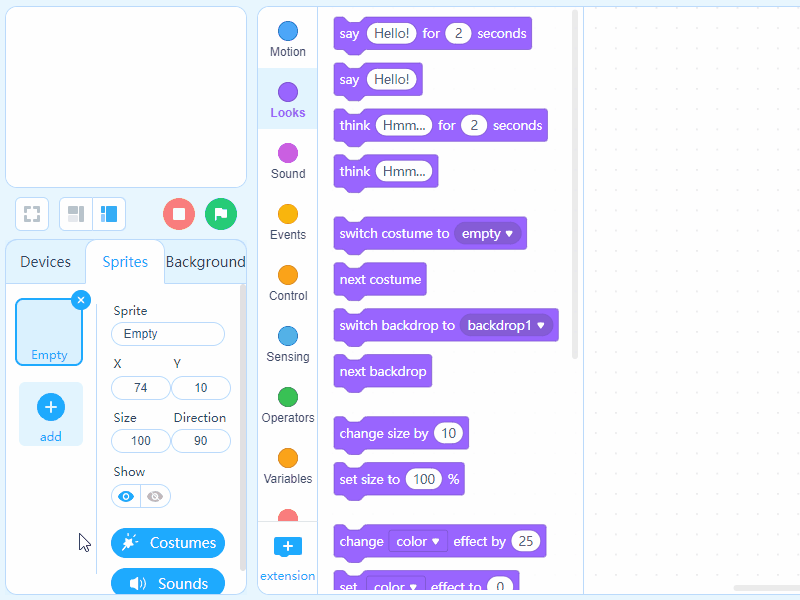 Devices
Sprites
Background
Empty
add
Sprite
Empty
X
Y
74
10
Size
Direction
100
90
Show
Costumes
Sounds
Motion
Looks
Sound
Events
Control
Sensing
Operators
Variables
extension
say Hello! for 2 seconds
say Hello!
think Hmm... for 2 seconds
think Hmm...
switch costume to empty
next costume
switch backdrop to backdrop1
next backdrop
change size by 10
set size to 100 %
change color effect by 25
set color effect to 0